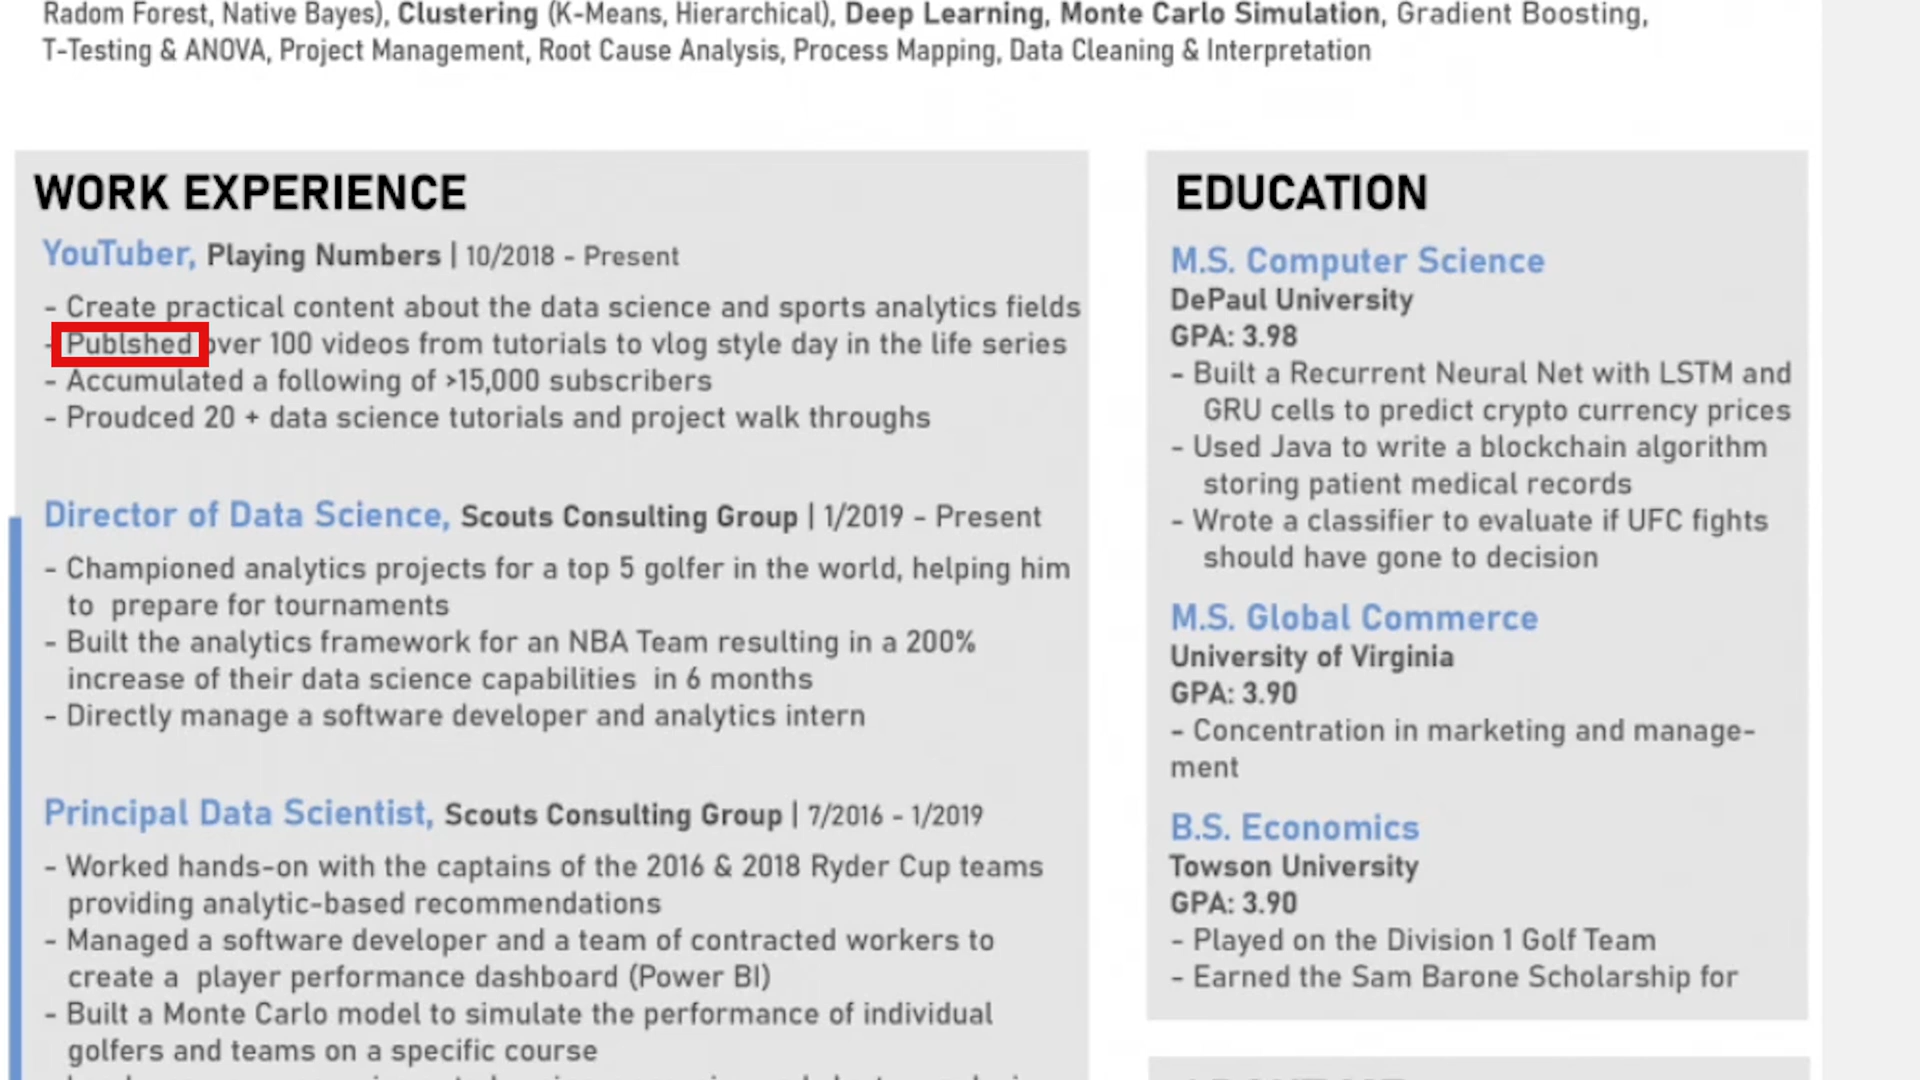 Radom Forest, Native Bayes), Clustering (K-Means, Hierarchical), Deep Learning, Monte Carlo Simulation, Gradient Boosting,
T-Testing & ANOVA, Project Management, Root Cause Analysis, Process Mapping, Data Cleaning & Interpretation
WORK EXPERIENCE
YouTuber, Playing Numbers | 10/2018 - Present
- Create practical content about the data science and sports analytics fields
- Publshed over 100 videos from tutorials to vlog style day in the life series
- Accumulated a following of >15,000 subscribers
- Proudced 20 + data science tutorials and project walk throughs
Director of Data Science, Scouts Consulting Group | 1/2019 - Present
- Championed analytics projects for a top 5 golfer in the world, helping him
to prepare for tournaments
- Built the analytics framework for an NBA Team resulting in a 200%
increase of their data science capabilities in 6 months
- Directly manage a software developer and analytics intern
Principal Data Scientist, Scouts Consulting Group | 7/2016 - 1/2019
- Worked hands-on with the captains of the 2016 & 2018 Ryder Cup teams
providing analytic-based recommendations
- Managed a software developer and a team of contracted workers to
create a player performance dashboard (Power BI)
- Built a Monte Carlo model to simulate the performance of individual
golfers and teams on a specific course
EDUCATION
M.S. Computer Science
DePaul University
GPA: 3.98
- Built a Recurrent Neural Net with LSTM and
GRU cells to predict crypto currency prices
- Used Java to write a blockchain algorithm
storing patient medical records
- Wrote a classifier to evaluate if UFC fights
should have gone to decision
M.S. Global Commerce
University of Virginia
GPA: 3.90
- Concentration in marketing and manage-
ment
B.S. Economics
Towson University
GPA: 3.90
- Played on the Division 1 Golf Team
- Earned the Sam Barone Scholarship for